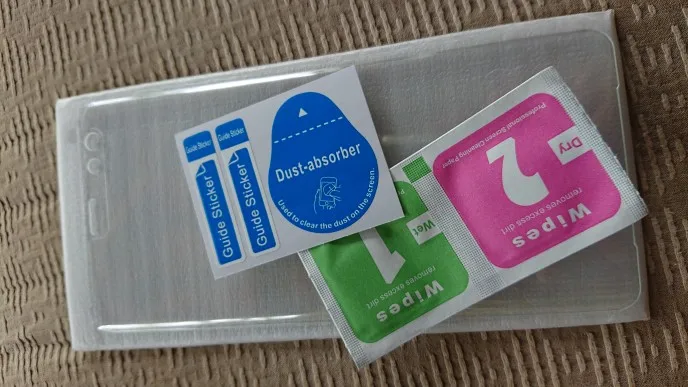 Guide Sticker
Guide Sticker
Guide Sticker
Guide Sticker
Dust-absorber
Used to clear the dust on the screen.
Wet
1
Wipes
removes excess dirt.
Dry
2
Wipes
removes excess dirt.
Professional Screen Cleaning Paper